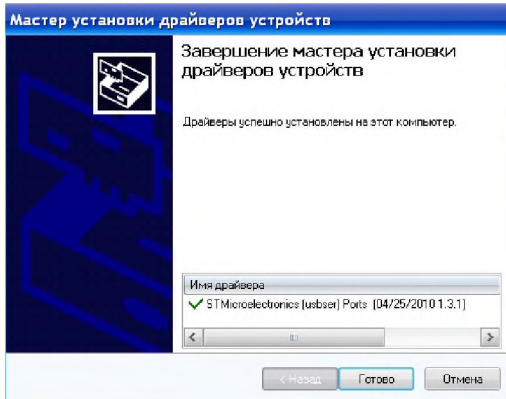 Мастер установки драйверов устройств
Завершение мастера установки
драйверов устройств
Драйверы успешно установлены на этот компьютер.
Имя драйвера
STMicroelectronics (usbser) Ports (04/25/2010 1.3.1)
< Назад
Готово
Отмена